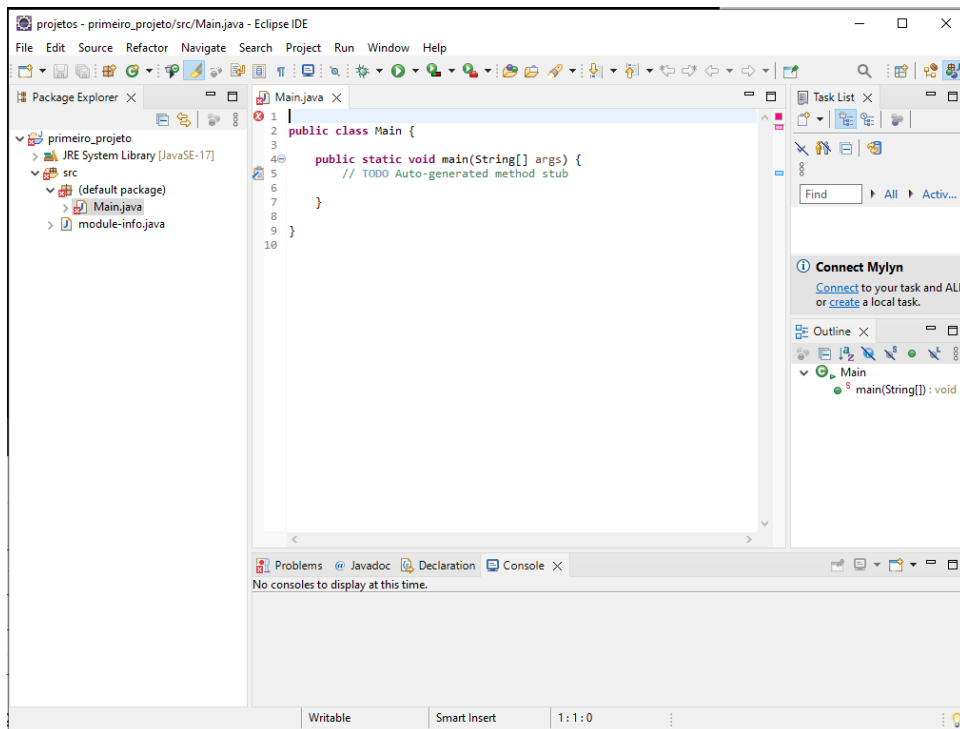 projetos - primeiro_projeto/src/Main.java - Eclipse IDE
File Edit Source Refactor Navigate Search Project Run Window Help
Package Explorer
primeiro_projeto
JRE System Library [JavaSE-17]
src
(default package)
Main.java
module-info.java
Main.java
1
2 public class Main {
3
4 public static void main(String[] args) {
5 // TODO Auto-generated method stub
6
7 }
8
9 }
10
Task List
Find All Activ...
Connect Mylyn
Connect to your task and ALI
or create a local task.
Outline
Main
main(String[]) : void
Problems @ Javadoc Declaration Console
No consoles to display at this time.
Writable Smart Insert 1 : 1 : 0